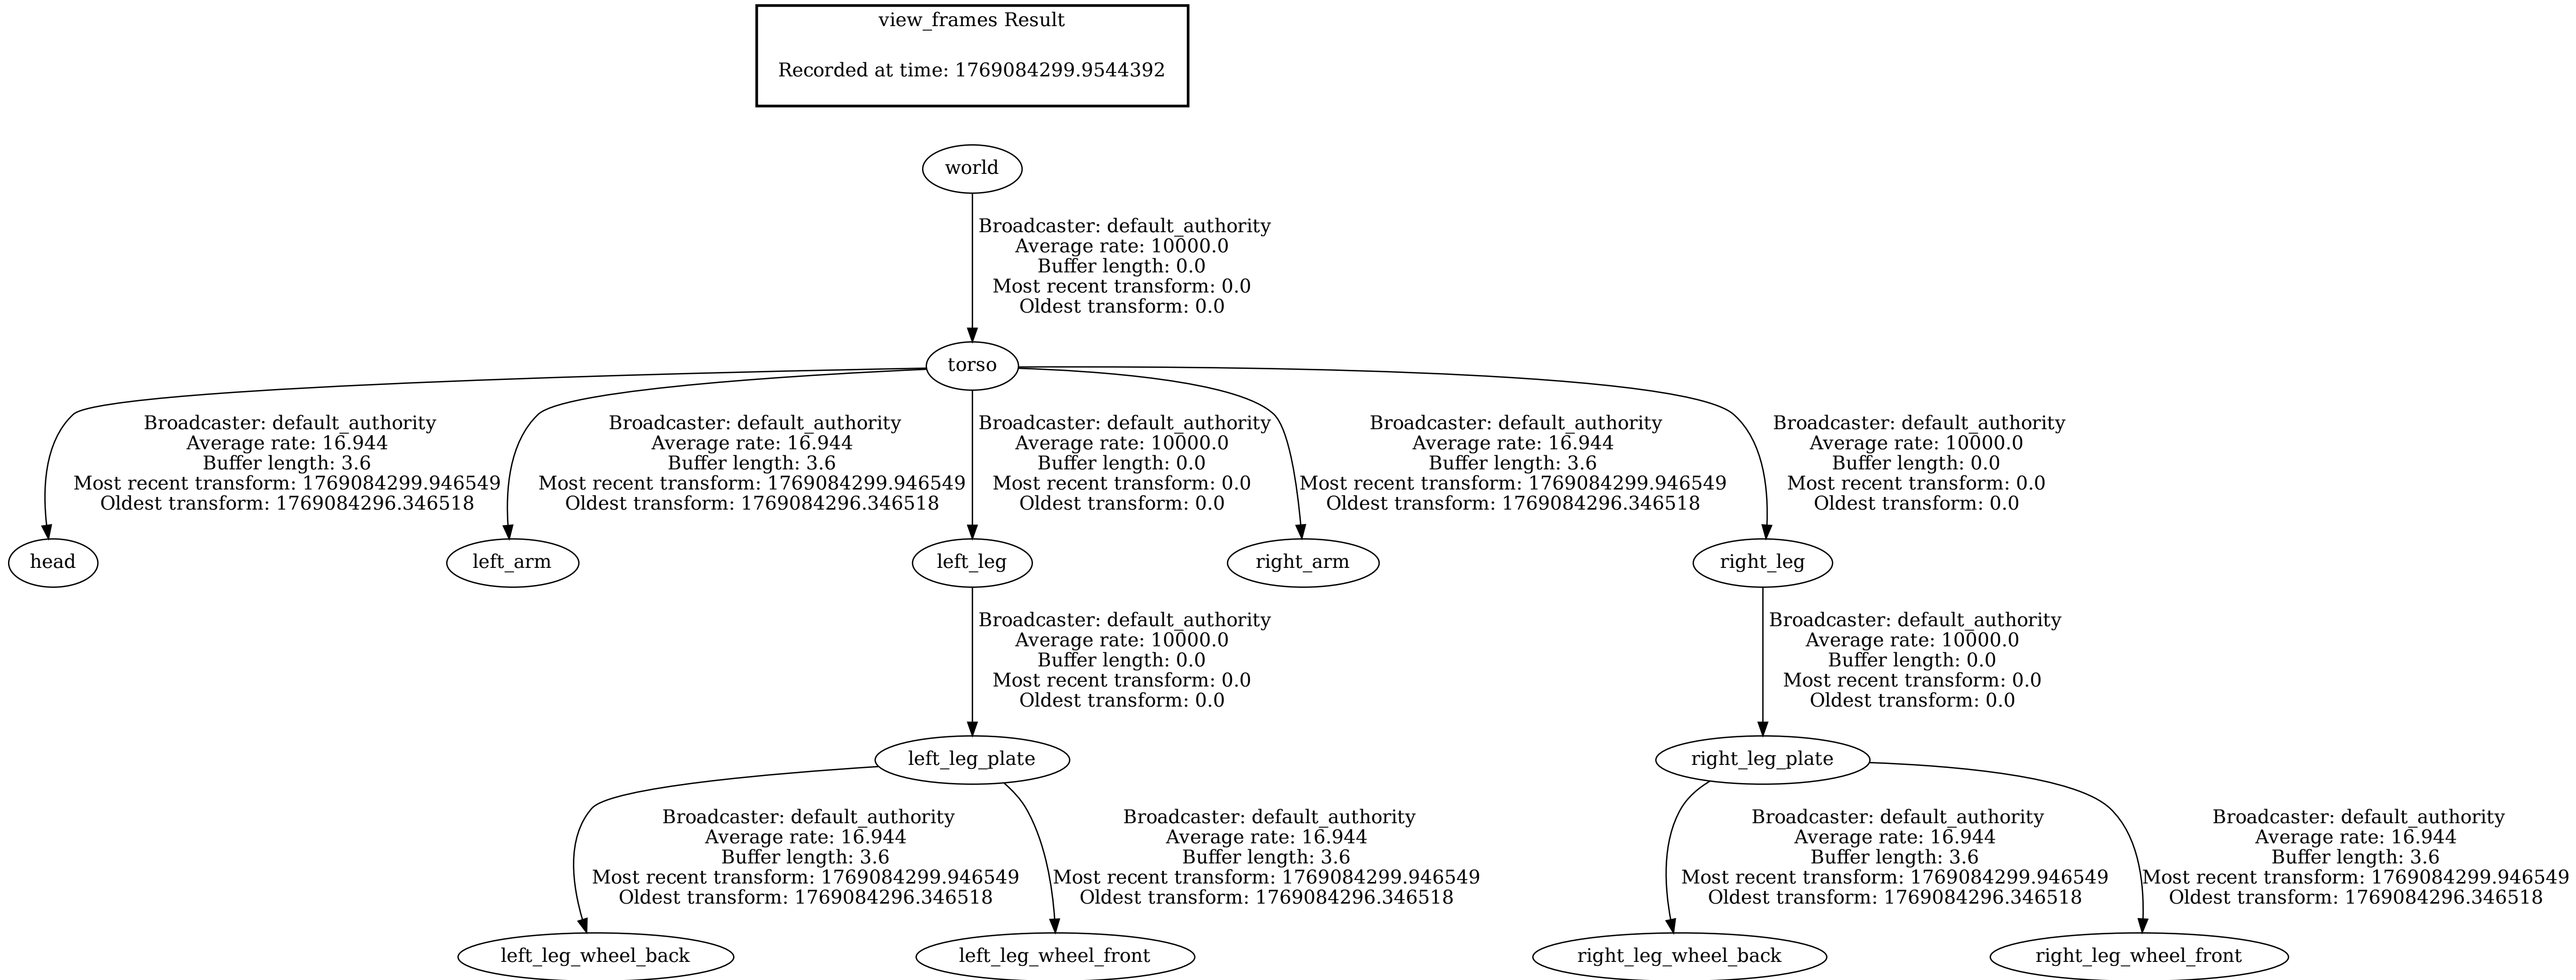 view_frames Result
Recorded at time: 1769084299.9544392
world
Broadcaster: default_authority
Average rate: 10000.0
Buffer length: 0.0
Most recent transform: 0.0
Oldest transform: 0.0
torso
Broadcaster: default_authority
Average rate: 16.944
Buffer length: 3.6
Most recent transform: 1769084299.946549
Oldest transform: 1769084296.346518
Broadcaster: default_authority
Average rate: 16.944
Buffer length: 3.6
Most recent transform: 1769084299.946549
Oldest transform: 1769084296.346518
Broadcaster: default_authority
Average rate: 10000.0
Buffer length: 0.0
Most recent transform: 0.0
Oldest transform: 0.0
Broadcaster: default_authority
Average rate: 16.944
Buffer length: 3.6
Most recent transform: 1769084299.946549
Oldest transform: 1769084296.346518
Broadcaster: default_authority
Average rate: 10000.0
Buffer length: 0.0
Most recent transform: 0.0
Oldest transform: 0.0
head
left_arm
left_leg
right_arm
right_leg
Broadcaster: default_authority
Average rate: 10000.0
Buffer length: 0.0
Most recent transform: 0.0
Oldest transform: 0.0
Broadcaster: default_authority
Average rate: 10000.0
Buffer length: 0.0
Most recent transform: 0.0
Oldest transform: 0.0
left_leg_plate
right_leg_plate
Broadcaster: default_authority
Average rate: 16.944
Buffer length: 3.6
Most recent transform: 1769084299.946549
Oldest transform: 1769084296.346518
Broadcaster: default_authority
Average rate: 16.944
Buffer length: 3.6
Most recent transform: 1769084299.946549
Oldest transform: 1769084296.346518
Broadcaster: default_authority
Average rate: 16.944
Buffer length: 3.6
Most recent transform: 1769084299.946549
Oldest transform: 1769084296.346518
Broadcaster: default_authority
Average rate: 16.944
Buffer length: 3.6
Most recent transform: 1769084299.946549
Oldest transform: 1769084296.346518
left_leg_wheel_back
left_leg_wheel_front
right_leg_wheel_back
right_leg_wheel_front